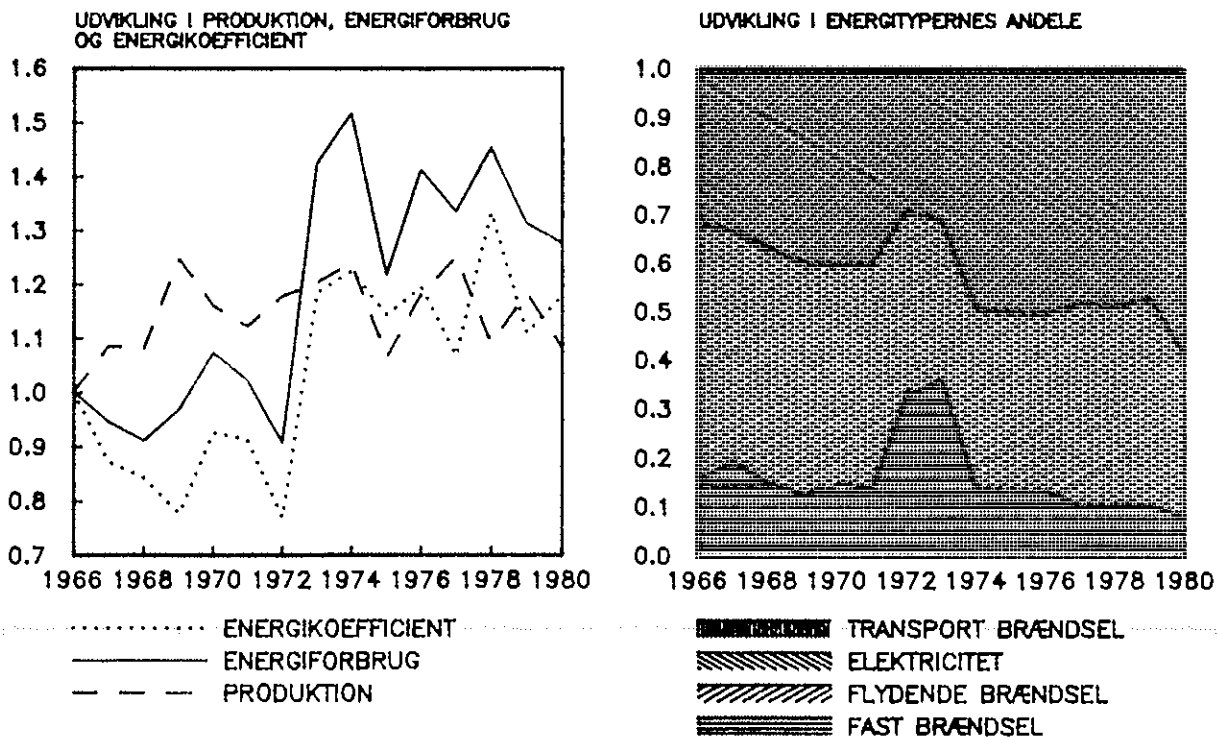 UDVIKLING I PRODUKTION, ENERGIFORBRUG
OG ENERGIKOEFFICIENT
1.6
1.5
1.4
1.3
1.2
1.1
1.0
0.9
0.8
0.7
1966 1968 1970 1972 1974 1976 1978 1980
ENERGIKOEFFICIENT
ENERGIFORBRUG
PRODUKTION
UDVIKLING I ENERGITYPERNES ANDELE
1.0
0.9
0.8
0.7
0.6
0.5
0.4
0.3
0.2
0.1
0.0
1966 1968 1970 1972 1974 1976 1978 1980
TRANSPORT BRÆNDSEL
ELEKTRICITET
FLYDENDE BRÆNDSEL
FAST BRÆNDSEL